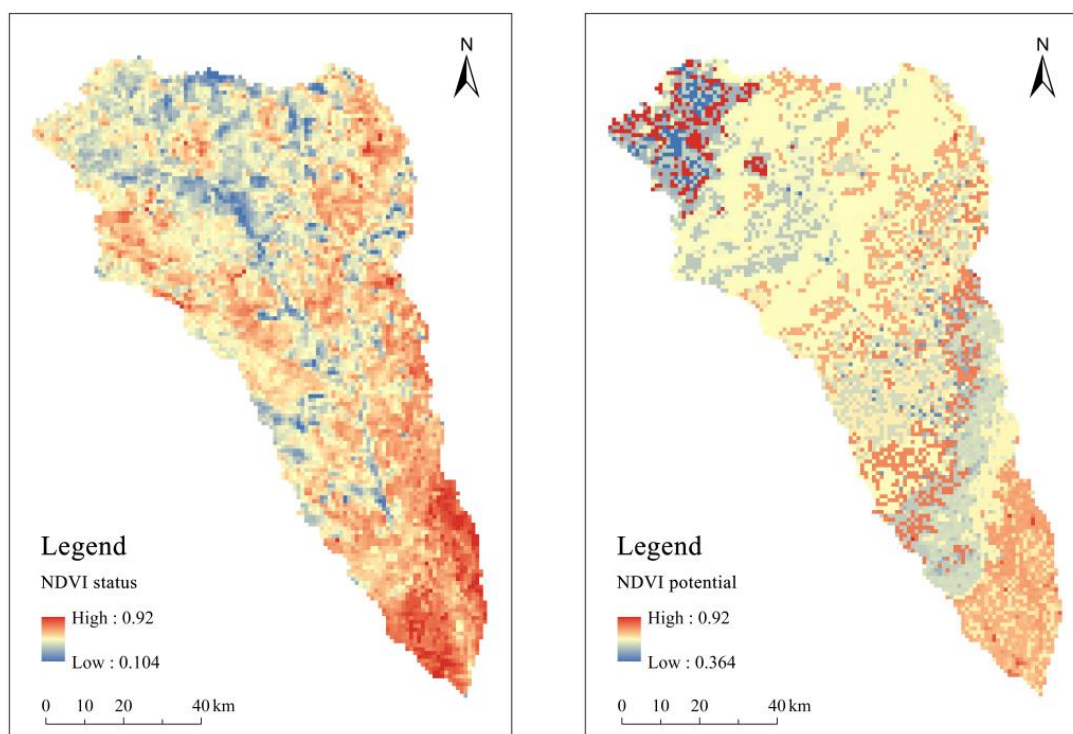 N
Legend
NDVI status
High : 0.92
Low : 0.104
0 10 20 40 km
N
Legend
NDVI potential
High : 0.92
Low : 0.364
0 10 20 40 km